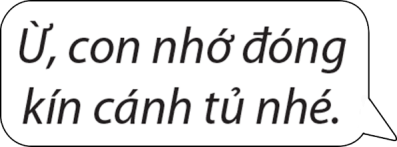 Ừ, con nhớ đóng
kín cánh tủ nhé.